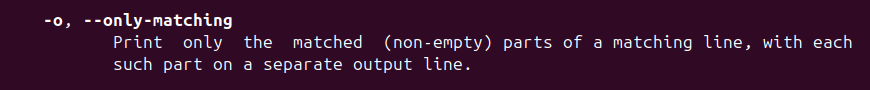 -o, --only-matching
Print only the matched (non-empty) parts of a matching line, with each
such part on a separate output line.